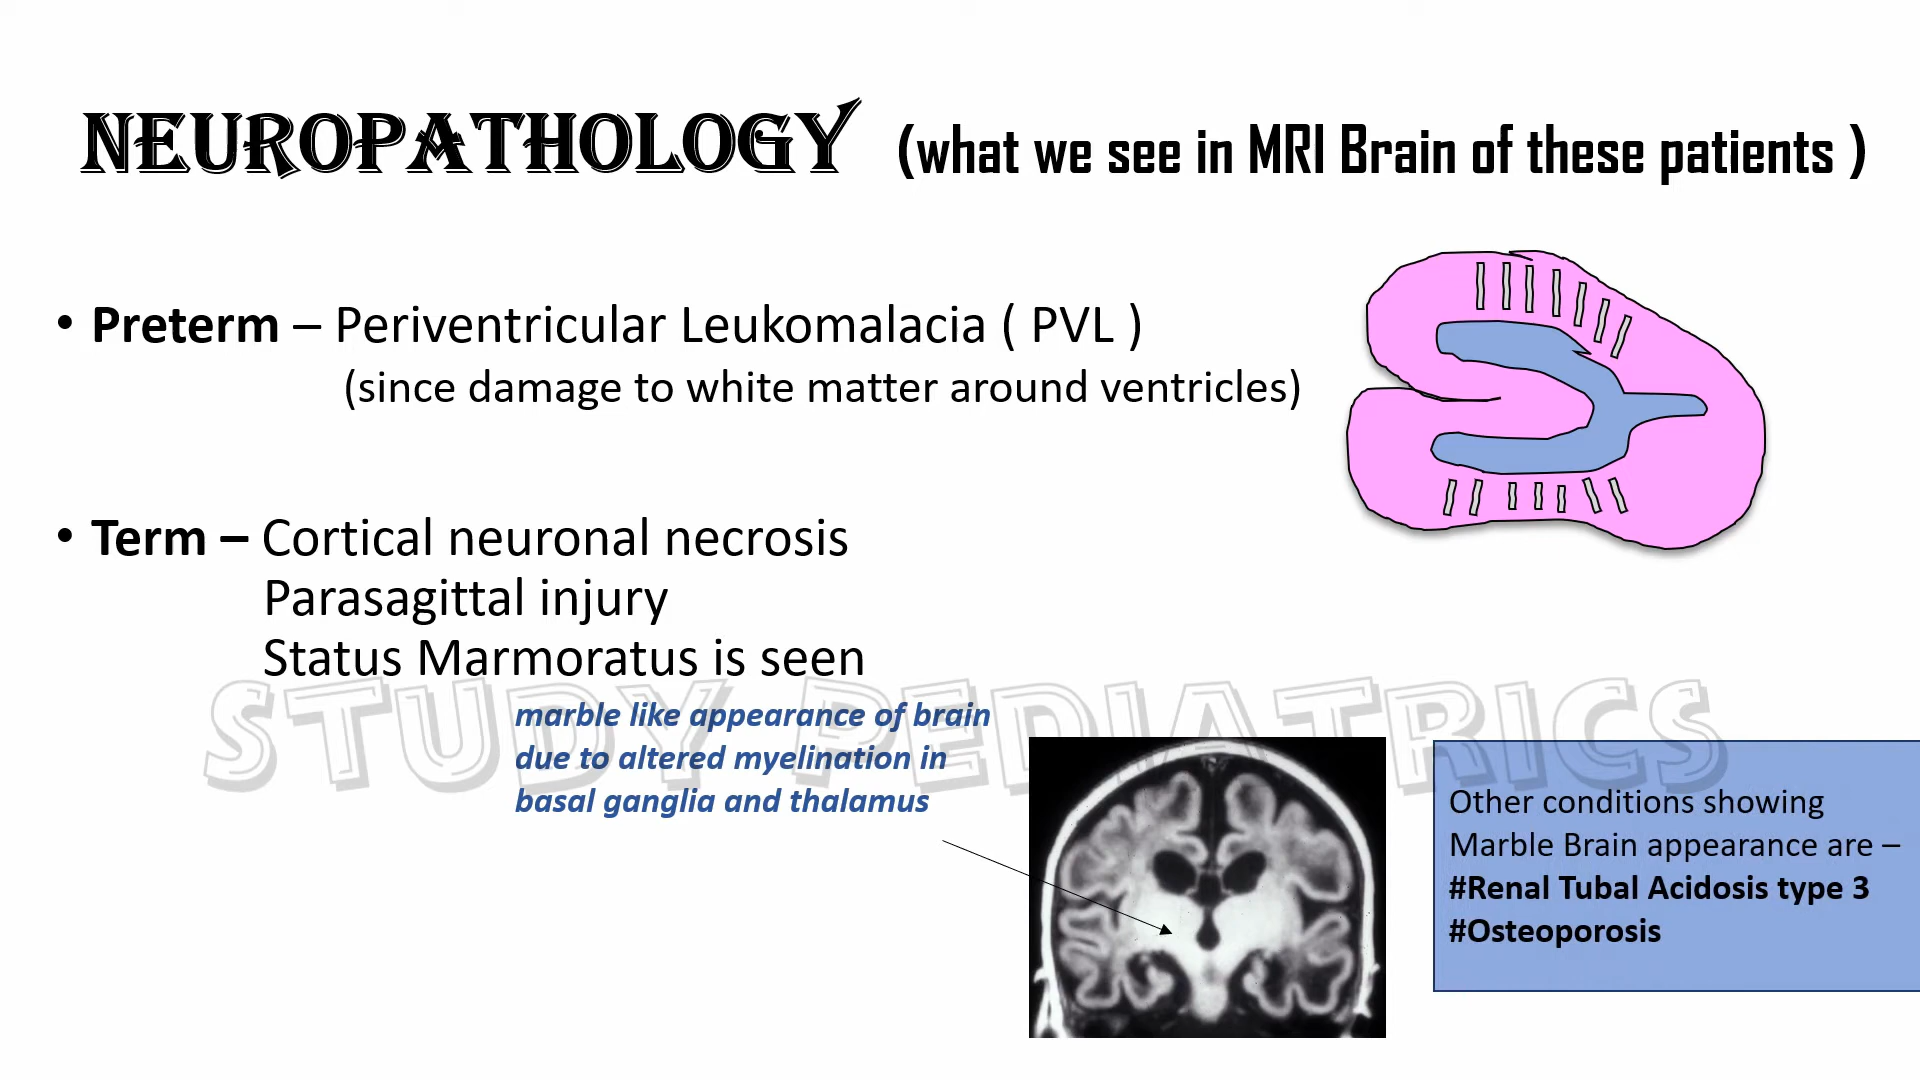 NEUROPATHOLOGY (what we see in MRI Brain of these patients )
• Preterm – Periventricular Leukomalacia ( PVL )
(since damage to white matter around ventricles)
• Term – Cortical neuronal necrosis
Parasagittal injury
Status Marmoratus is seen
STUDY PEDIATRICS
marble like appearance of brain
due to altered myelination in
basal ganglia and thalamus
Other conditions showing
Marble Brain appearance are –
#Renal Tubal Acidosis type 3
#Osteoporosis